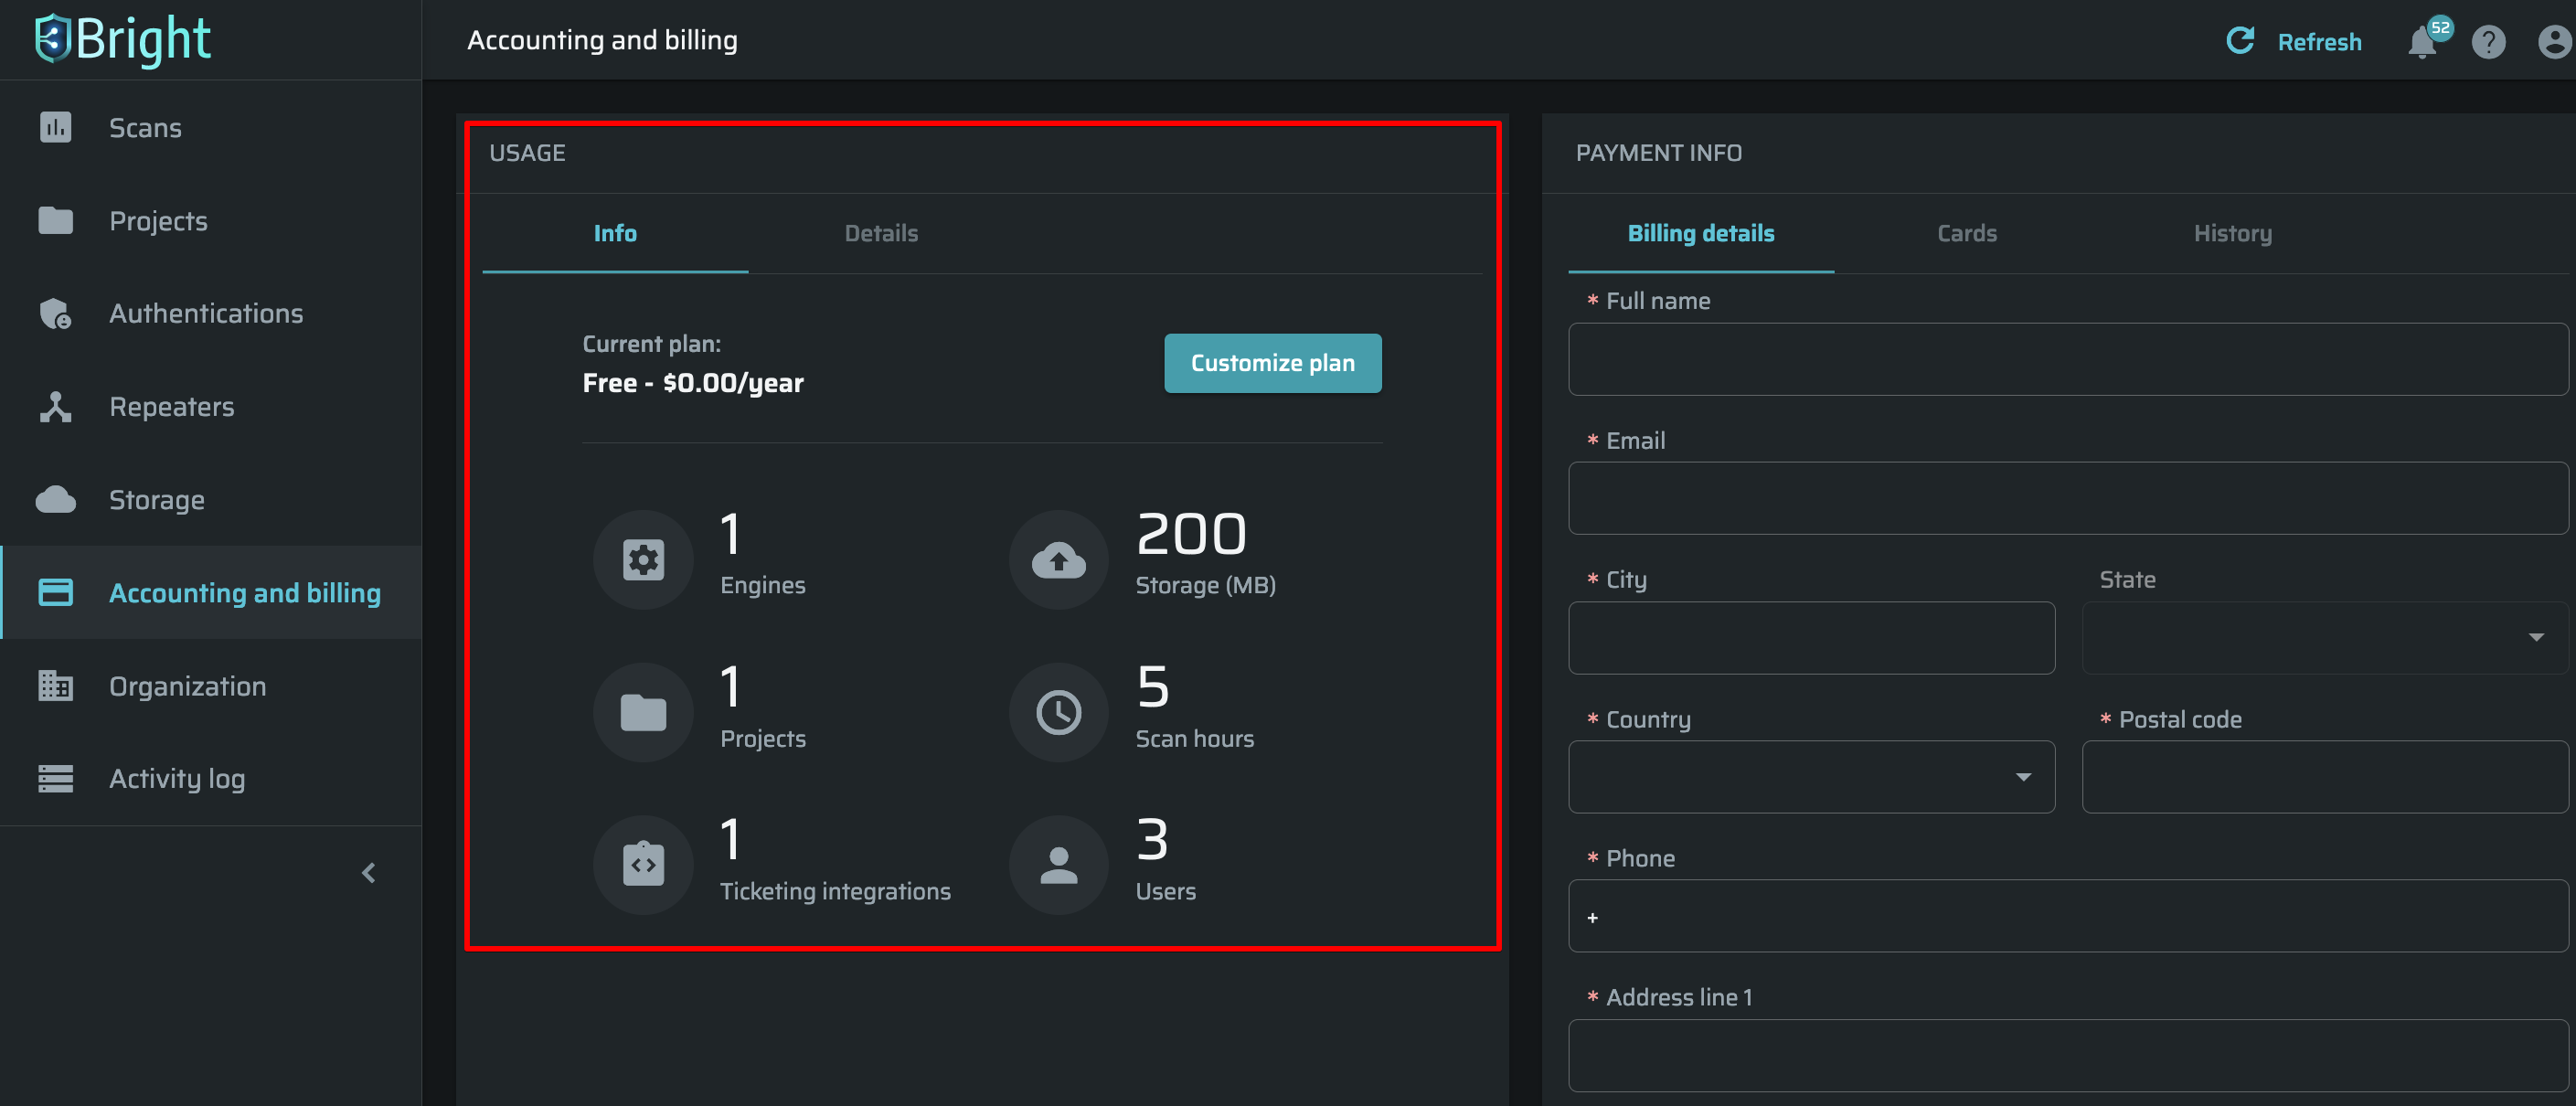 Bright
Accounting and billing
Refresh
52
Scans
Projects
Authentications
Repeaters
Storage
Accounting and billing
Organization
Activity log
USAGE
Info
Details
Current plan:
Free - $0.00/year
Customize plan
1
Engines
200
Storage (MB)
1
Projects
5
Scan hours
1
Ticketing integrations
3
Users
PAYMENT INFO
Billing details
Cards
History
* Full name
* Email
* City
State
* Country
* Postal code
* Phone
+
* Address line 1